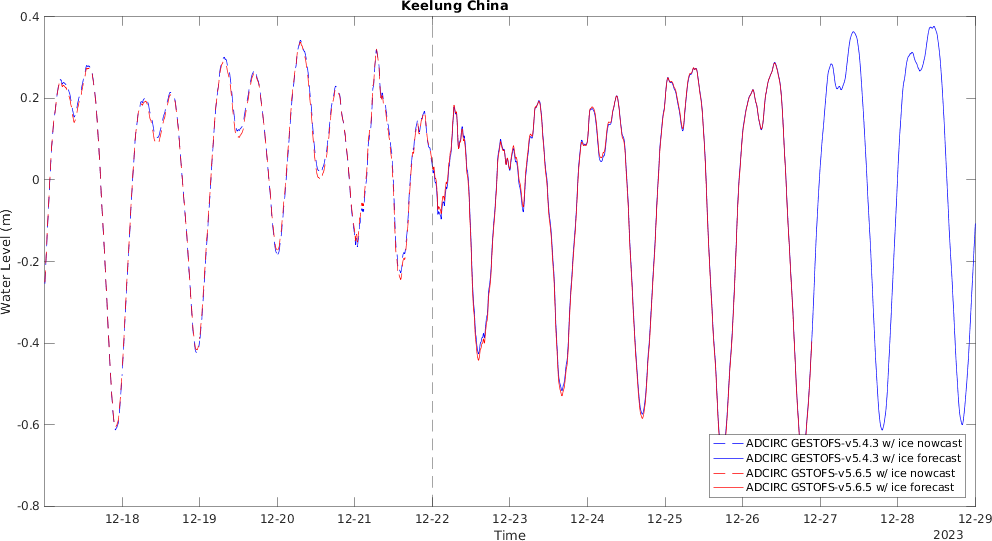 Keelung China
0.4
0.2
0
-0.2
-0.4
-0.6
-0.8
Water Level (m)
ADCIRC GESTOFS-v5.4.3 w/ ice nowcast
ADCIRC GESTOFS-v5.4.3 w/ ice forecast
ADCIRC GSTOFS-v5.6.5 w/ ice nowcast
ADCIRC GSTOFS-v5.6.5 w/ ice forecast
12-18 12-19 12-20 12-21 12-22 12-23 12-24 12-25 12-26 12-27 12-28 12-29
Time
2023